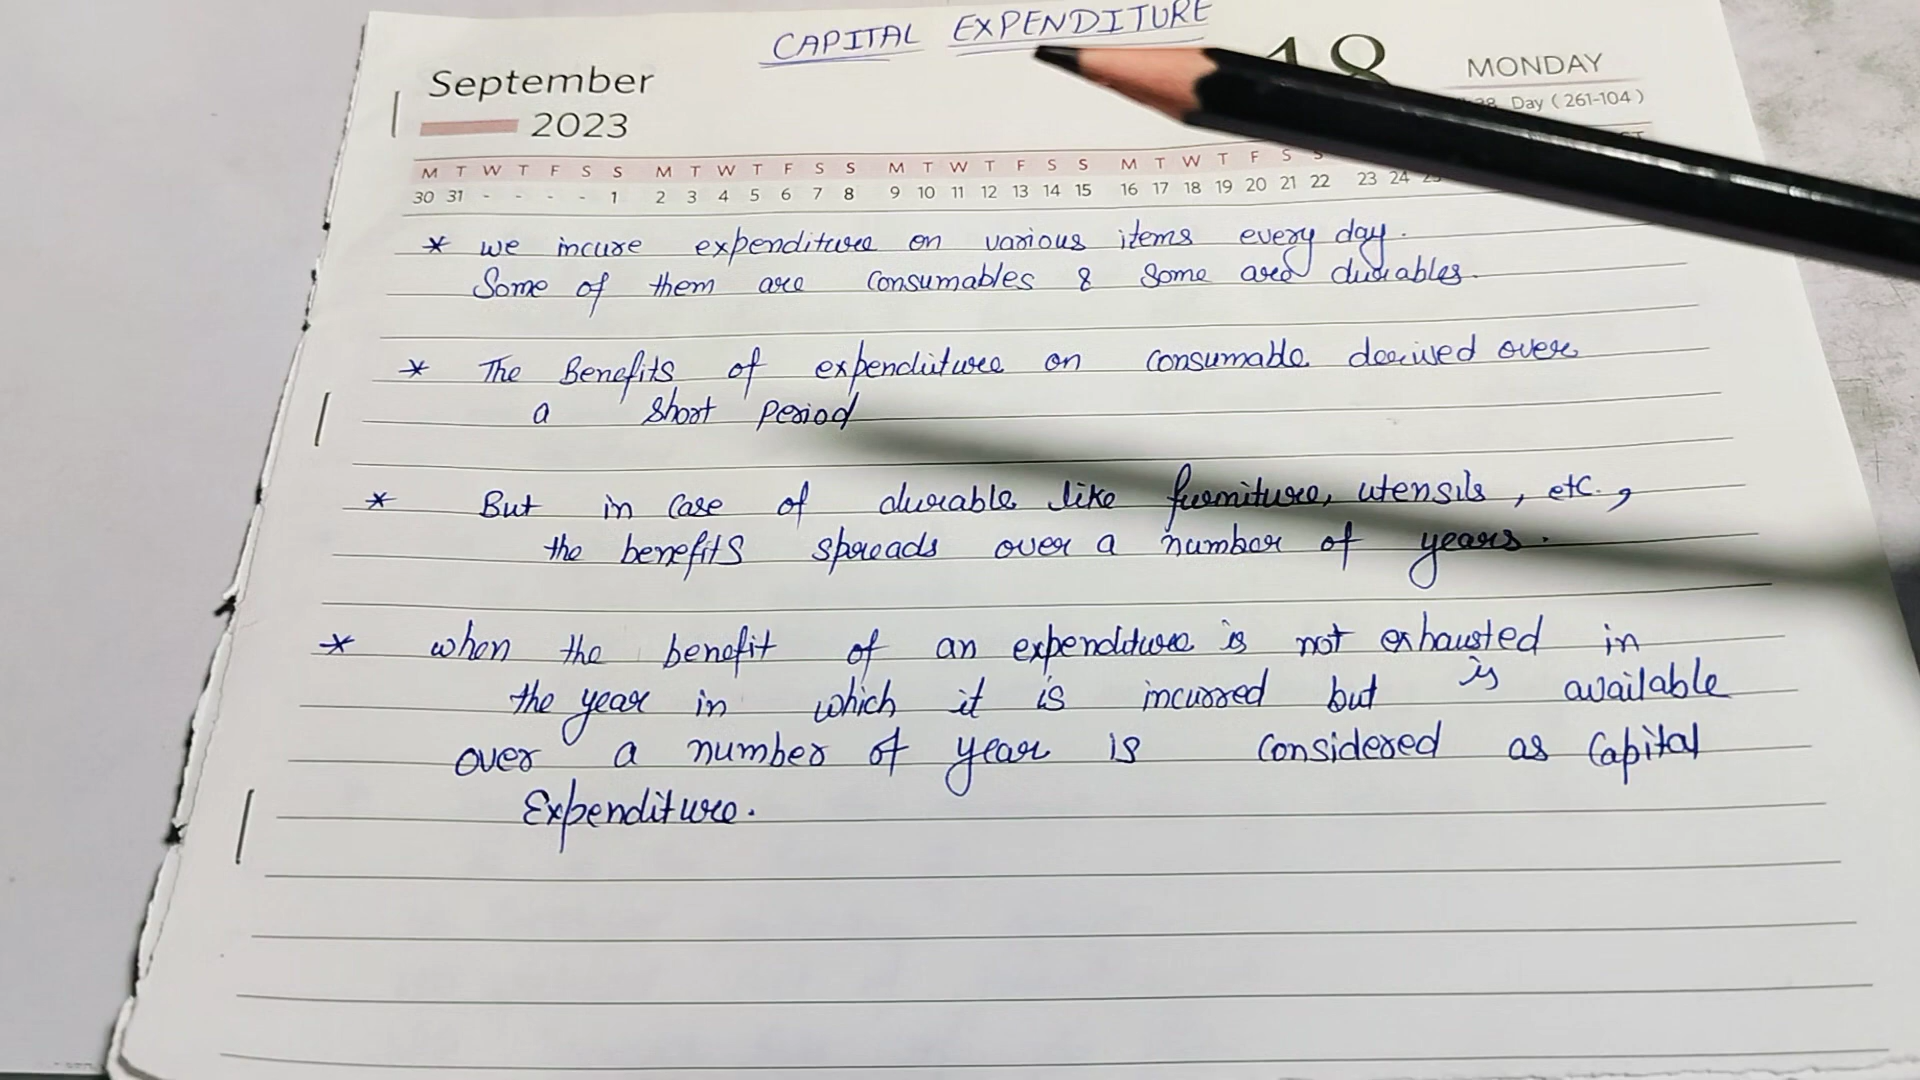 CAPITAL EXPENDITURE
September
2023
18
MONDAY
Day (261-104)
M T W T F S S M T W T F S S M T W T F S S M T W T F S S
30 31 - - - - 1 2 3 4 5 6 7 8 9 10 11 12 13 14 15 16 17 18 19 20 21 22 23 24 25
* we incure expenditure on various items every day.
Some of them are Consumables & Some are durables.
* The Benefits of expenditure on Consumable derived over
a Short Period
* But in Case of durable like furniture, utensils, etc.,
the benefits spreads over a number of years.
* when the benefit of an expenditure is not exhausted in
the year in which it is incurred but is available
over a number of year is Considered as Capital
Expenditure.